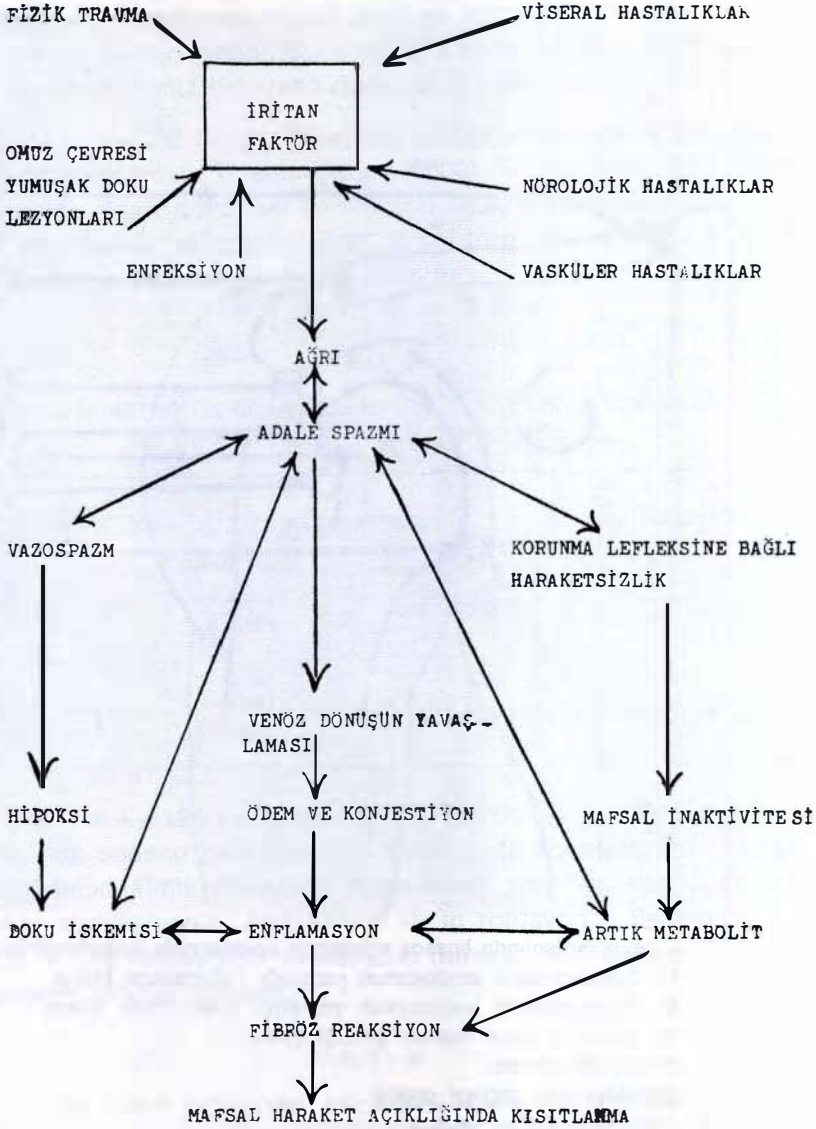 FİZİK TRAVMA
VİSERAL HASTALIKLAR
İRİTAN
FAKTÖR
OMUZ ÇEVRESİ
YUMUŞAK DOKU
LEZYONLARI
NÖROLOJİK HASTALIKLAR
ENFEKSİYON
VASKÜLER HASTALIKLAR
AĞRI
ADALE SPAZMI
VAZOSPAZM
KORUNMA LEFLEKSİNE BAĞLI
HARAKETSİZLİK
VENÖZ DÖNÜŞÜN YAVAŞ-
LAMASI
HİPOKSİ
ÖDEM VE KONJESTİYON
MAFSAL İNAKTİVİTESİ
DOKU İSKEMİSİ
ENFLAMASYON
ARTIK METABOLİT
FİBRÖZ REAKSİYON
MAFSAL HARAKET AÇIKLIĞINDA KISITLANMA